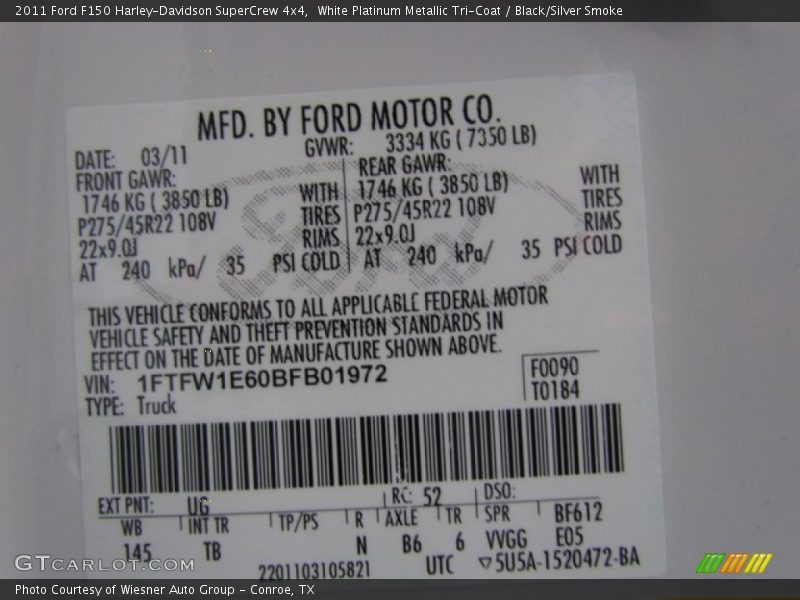 2011 Ford F150 Harley-Davidson SuperCrew 4x4,  White Platinum Metallic Tri-Coat / Black/Silver Smoke
MFD. BY FORD MOTOR CO.
DATE: 03/11 GVWR: 3334 KG ( 7350 LB)
FRONT GAWR: REAR GAWR:
1746 KG ( 3850 LB) WITH 1746 KG ( 3850 LB) WITH
P275/45R22 108V TIRES P275/45R22 108V TIRES
22x9.0J RIMS 22x9.0J RIMS
AT 240 kPa/ 35 PSI COLD AT 240 kPa/ 35 PSI COLD
THIS VEHICLE CONFORMS TO ALL APPLICABLE FEDERAL MOTOR
VEHICLE SAFETY AND THEFT PREVENTION STANDARDS IN
EFFECT ON THE DATE OF MANUFACTURE SHOWN ABOVE.
VIN: 1FTFW1E60BFB01972 F0090
TYPE: Truck T0184
EXT PNT: UG RC: 52 DSO:
WB INT TR TP/PS R AXLE TR SPR BF612
145 TB N B6 6 VVGG E05
2201103105821 UTC ▽5U5A-1520472-BA
GTCARLOT.COM
Photo Courtesy of Wiesner Auto Group - Conroe, TX